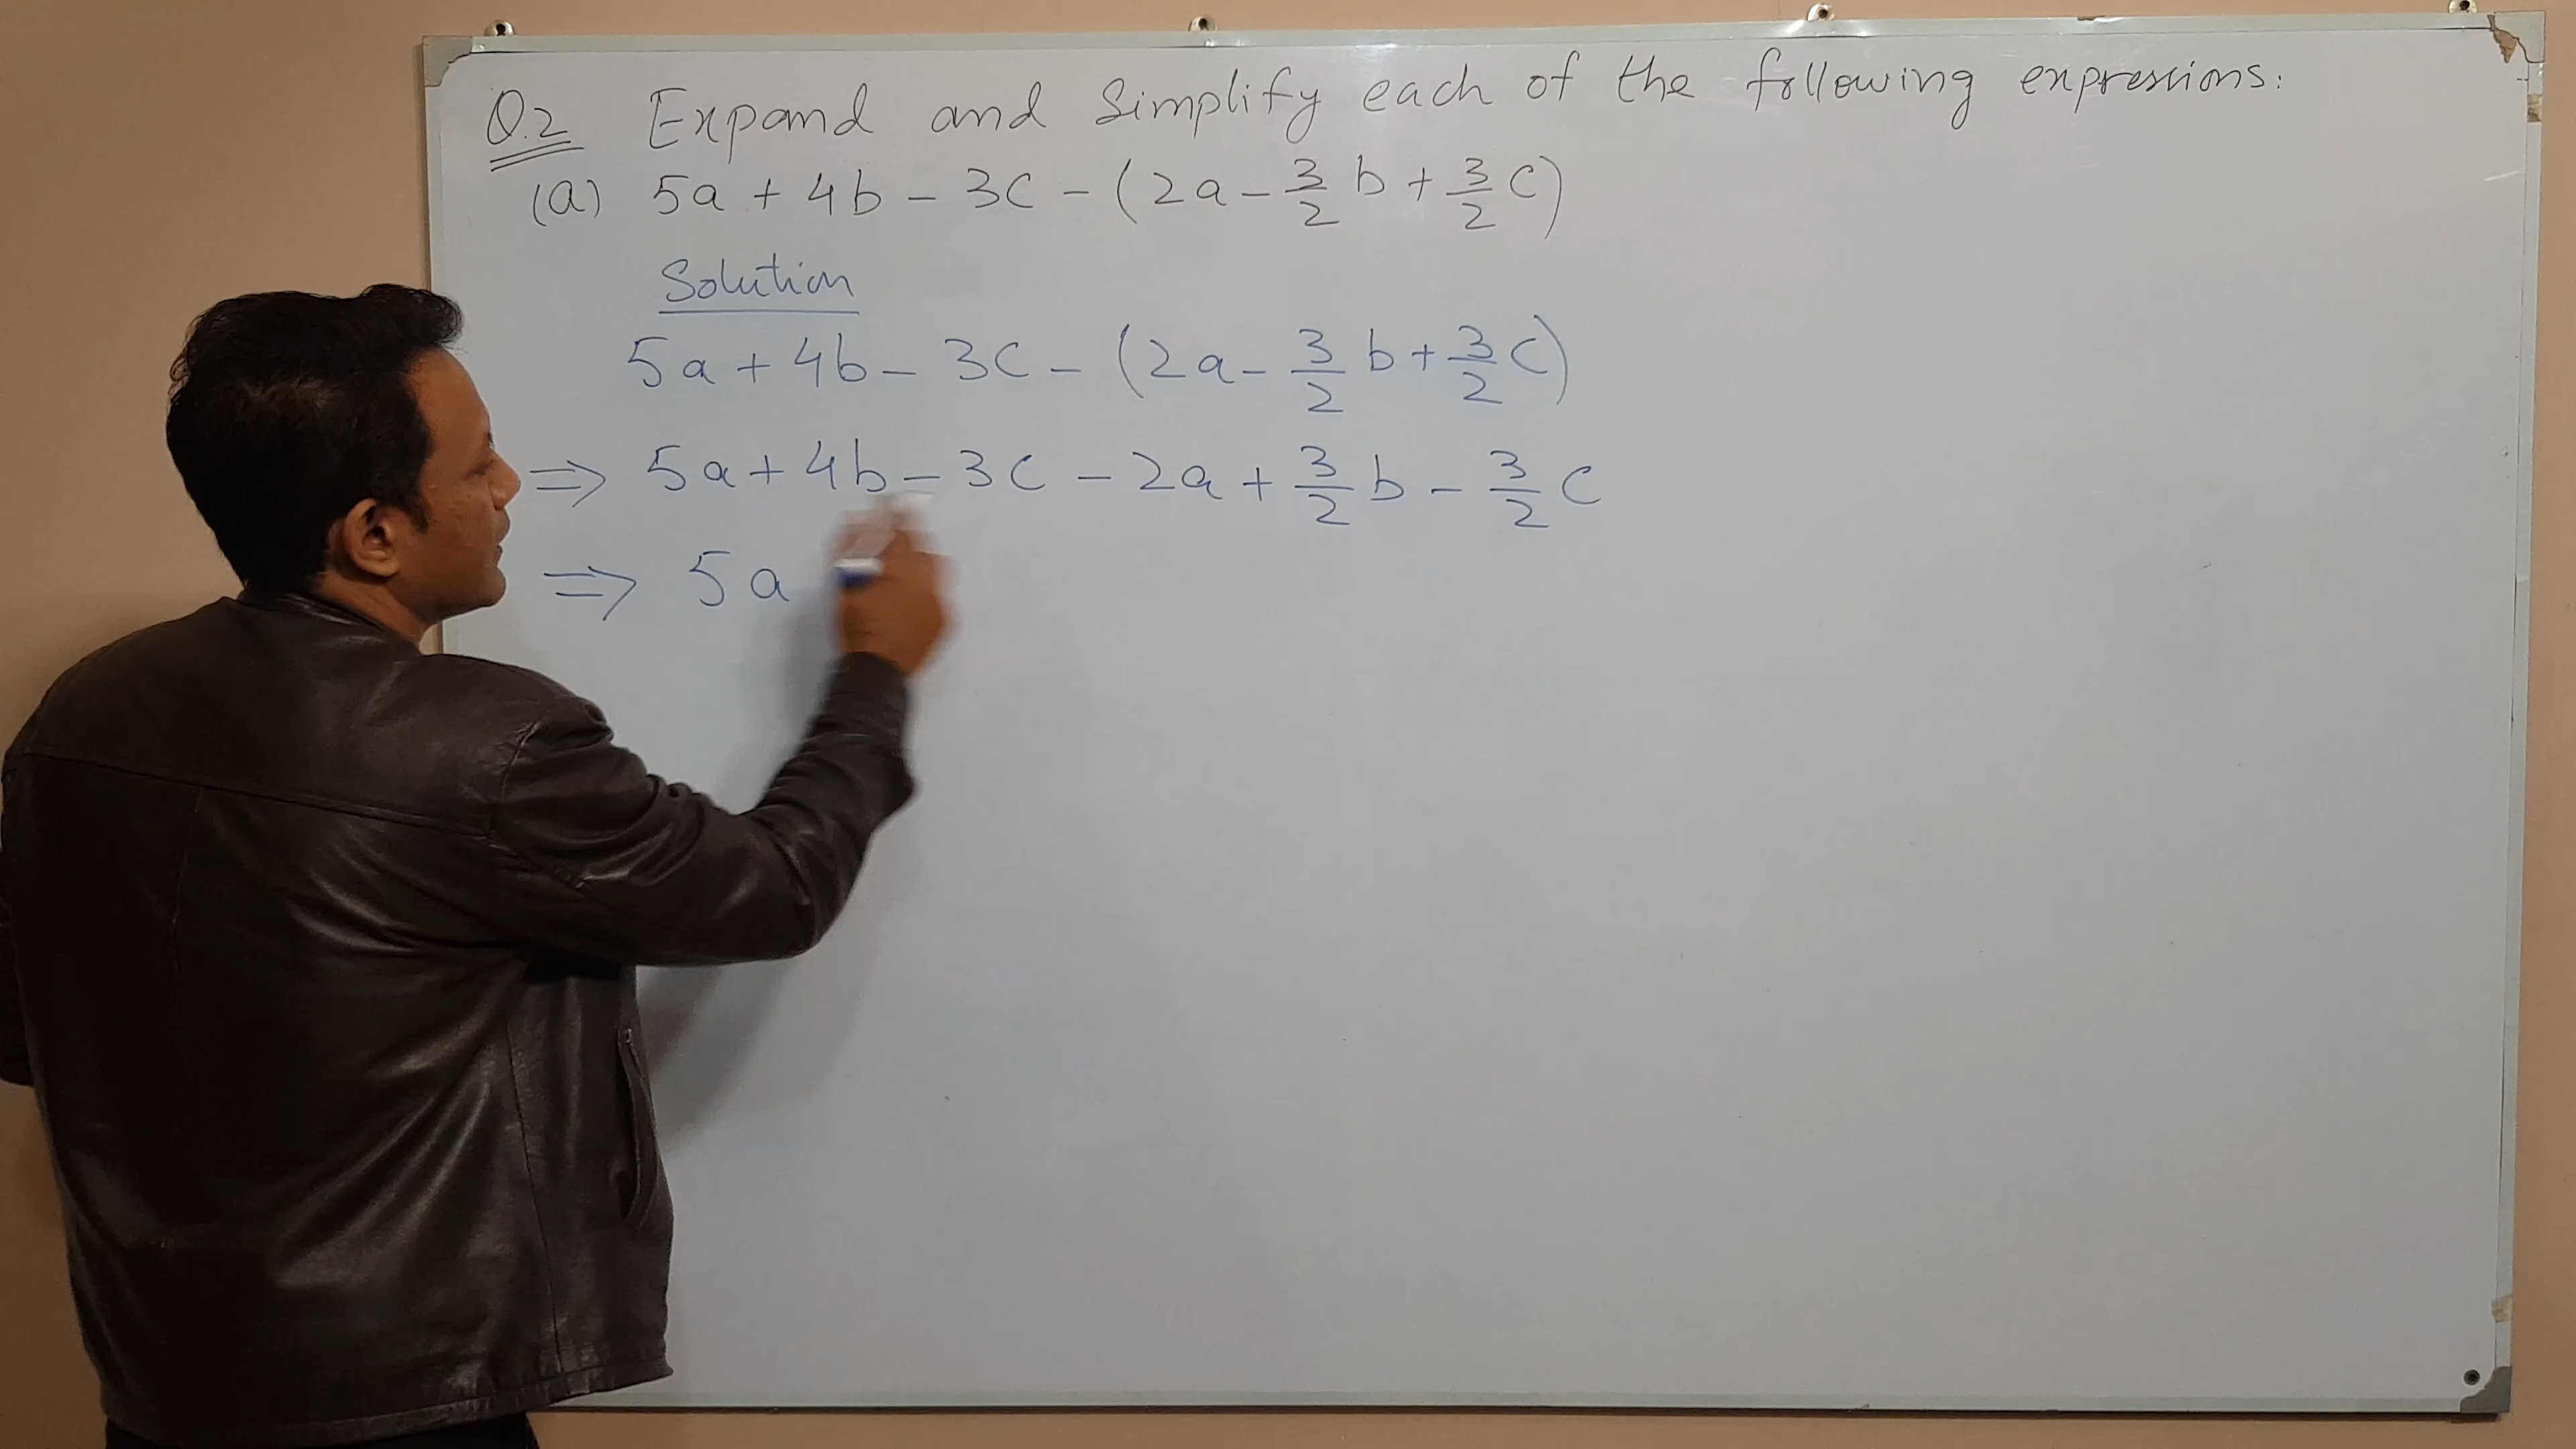 Q.2 Expand and Simplify each of the following expressions:
(a) 5a + 4b - 3c - (2a - 3/2 b + 3/2 c)
Solution
5a + 4b - 3c - (2a - 3/2 b + 3/2 c)
⇒ 5a + 4b - 3c - 2a + 3/2 b - 3/2 c
⇒ 5a